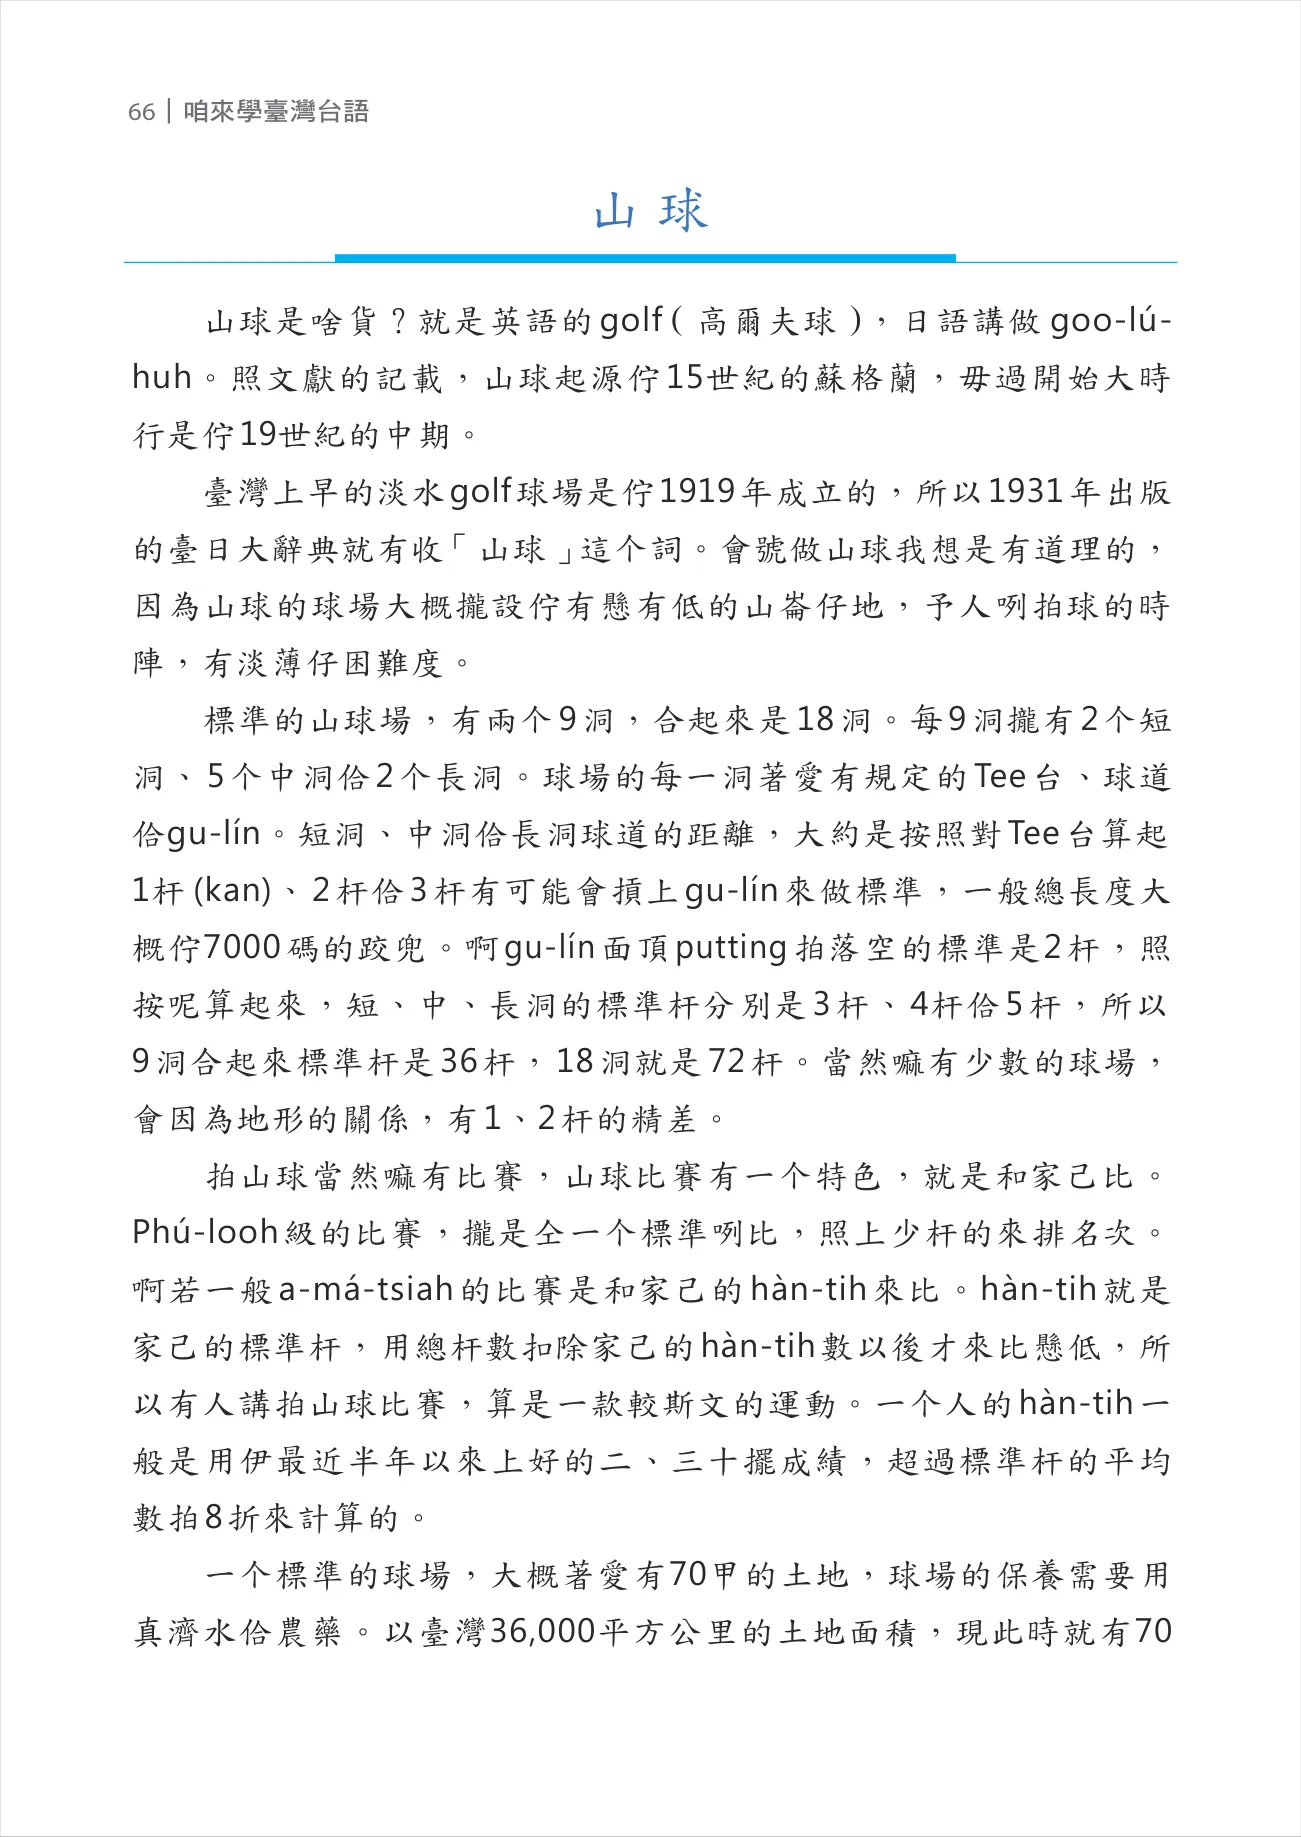 66｜咱來學臺灣台語
山球
山球是啥貨？就是英語的golf（高爾夫球），日語講做goo-lú-
huh。照文獻的記載，山球起源佇15世紀的蘇格蘭，毋過開始大時
行是佇19世紀的中期。
臺灣上早的淡水golf球場是佇1919年成立的，所以1931年出版
的臺日大辭典就有收「山球」這个詞。會號做山球我想是有道理的，
因為山球的球場大概攏設佇有懸有低的山崙仔地，予人咧拍球的時
陣，有淡薄仔困難度。
標準的山球場，有兩个9洞，合起來是18洞。每9洞攏有2个短
洞、5个中洞佮2个長洞。球場的每一洞著愛有規定的Tee台、球道
佮gu-lín。短洞、中洞佮長洞球道的距離，大約是按照對Tee台算起
1杆(kan)、2杆佮3杆有可能會摃上gu-lín來做標準，一般總長度大
概佇7000碼的跤兜。啊gu-lín面頂putting拍落空的標準是2杆，照
按呢算起來，短、中、長洞的標準杆分別是3杆、4杆佮5杆，所以
9洞合起來標準杆是36杆，18洞就是72杆。當然嘛有少數的球場，
會因為地形的關係，有1、2杆的精差。
拍山球當然嘛有比賽，山球比賽有一个特色，就是和家己比。
Phú-looh級的比賽，攏是仝一个標準咧比，照上少杆的來排名次。
啊若一般a-má-tsiah的比賽是和家己的hàn-tih來比。hàn-tih就是
家己的標準杆，用總杆數扣除家己的hàn-tih數以後才來比懸低，所
以有人講拍山球比賽，算是一款較斯文的運動。一个人的hàn-tih一
般是用伊最近半年以來上好的二、三十擺成績，超過標準杆的平均
數拍8折來計算的。
一个標準的球場，大概著愛有70甲的土地，球場的保養需要用
真濟水佮農藥。以臺灣36,000平方公里的土地面積，現此時就有70